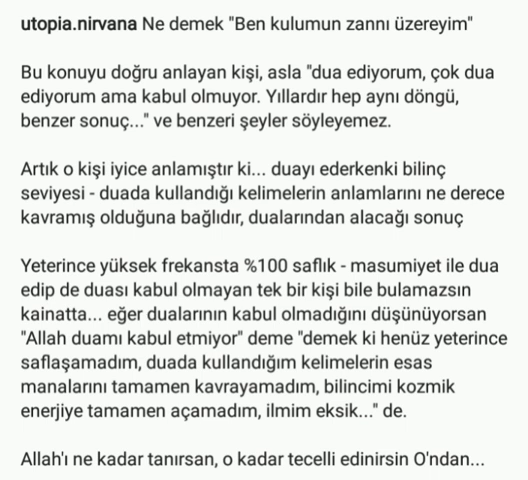 utopia.nirvana Ne demek "Ben kulumun zannı üzereyim"
Bu konuyu doğru anlayan kişi, asla "dua ediyorum, çok dua
ediyorum ama kabul olmuyor. Yıllardır hep aynı döngü,
benzer sonuç..." ve benzeri şeyler söyleyemez.
Artık o kişi iyice anlamıştır ki... duayı ederkenki bilinç
seviyesi - duada kullandığı kelimelerin anlamlarını ne derece
kavramış olduğuna bağlıdır, dualarından alacağı sonuç
Yeterince yüksek frekansta %100 saflık - masumiyet ile dua
edip de duası kabul olmayan tek bir kişi bile bulamazsın
kainatta... eğer dualarının kabul olmadığını düşünüyorsan
"Allah duamı kabul etmiyor" deme "demek ki henüz yeterince
saflaşamadım, duada kullandığım kelimelerin esas
manalarını tamamen kavrayamadım, bilincimi kozmik
enerjiye tamamen açamadım, ilmim eksik..." de.
Allah'ı ne kadar tanırsan, o kadar tecelli edinirsin O'ndan...